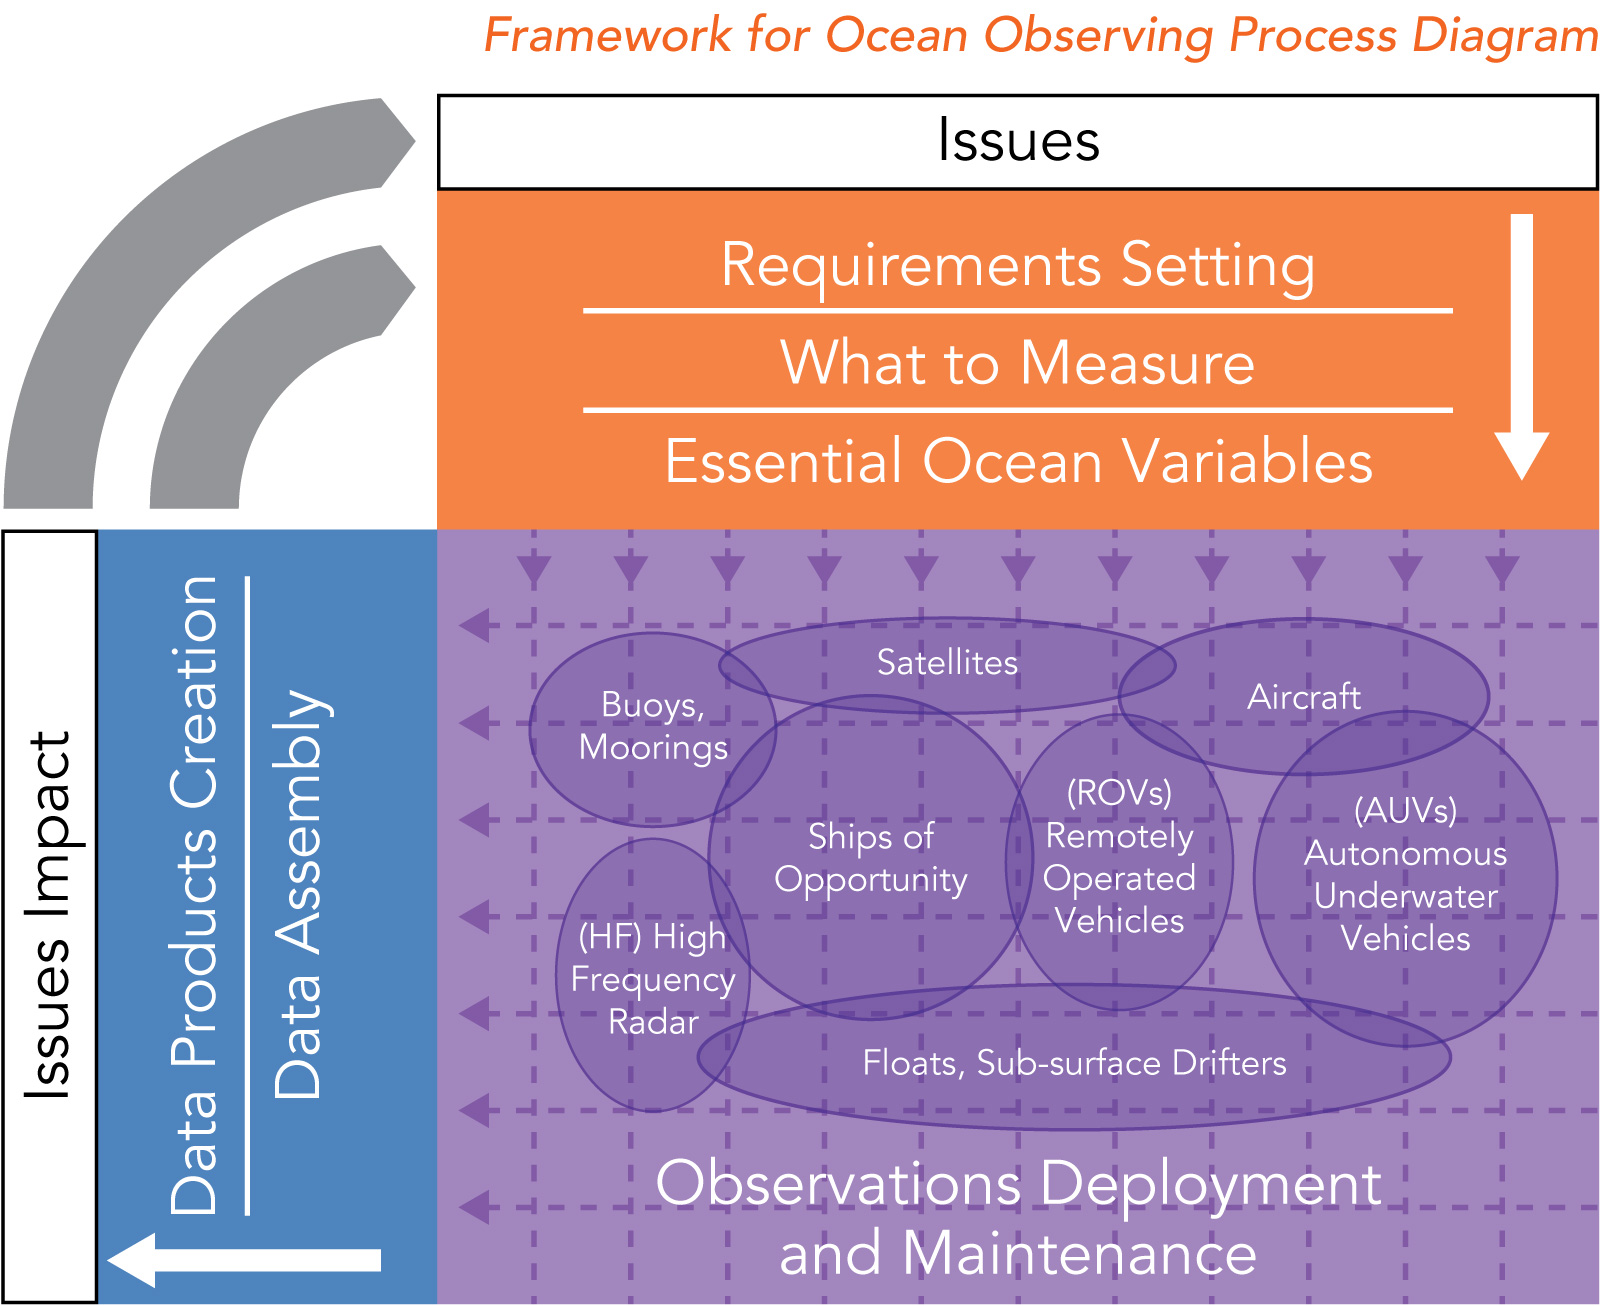 Framework for Ocean Observing Process Diagram
Issues
Requirements Setting
What to Measure
Essential Ocean Variables
Issues Impact
Data Products Creation
Data Assembly
Satellites
Aircraft
Buoys,
Moorings
Ships of
Opportunity
(ROVs)
Remotely
Operated
Vehicles
(AUVs)
Autonomous
Underwater
Vehicles
(HF) High
Frequency
Radar
Floats, Sub-surface Drifters
Observations Deployment
and Maintenance